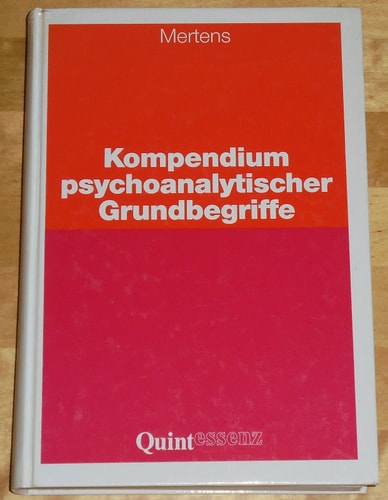 Mertens
Kompendium
psychoanalytischer
Grundbegriffe
Quintessenz